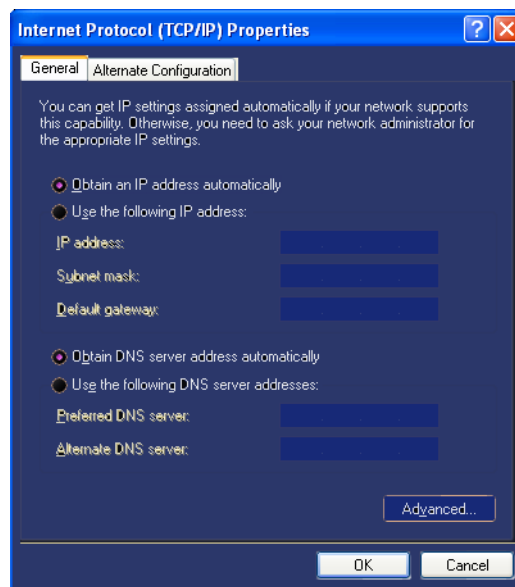 Internet Protocol (TCP/IP) Properties
General
Alternate Configuration
You can get IP settings assigned automatically if your network supports
this capability. Otherwise, you need to ask your network administrator for
the appropriate IP settings.
Obtain an IP address automatically
Use the following IP address:
IP address:
Subnet mask:
Default gateway:
Obtain DNS server address automatically
Use the following DNS server addresses:
Preferred DNS server:
Alternate DNS server:
Advanced...
OK
Cancel